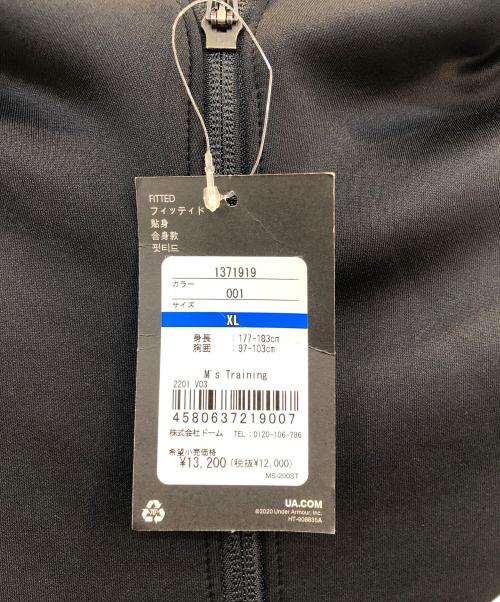 FITTED
フィッティド
貼身
合身款
핏티드
1371919
カラー
001
サイズ
XL
身長 :177-183cm
胸囲 :97-103cm
M's Training
2201 V03
4580637219007
株式会社ドーム TEL:0120-106-786
希望小売価格
¥13,200(税抜¥12,000)
MS-200ST
UA.COM
©2020 Under Armour, Inc.
HT-908835A